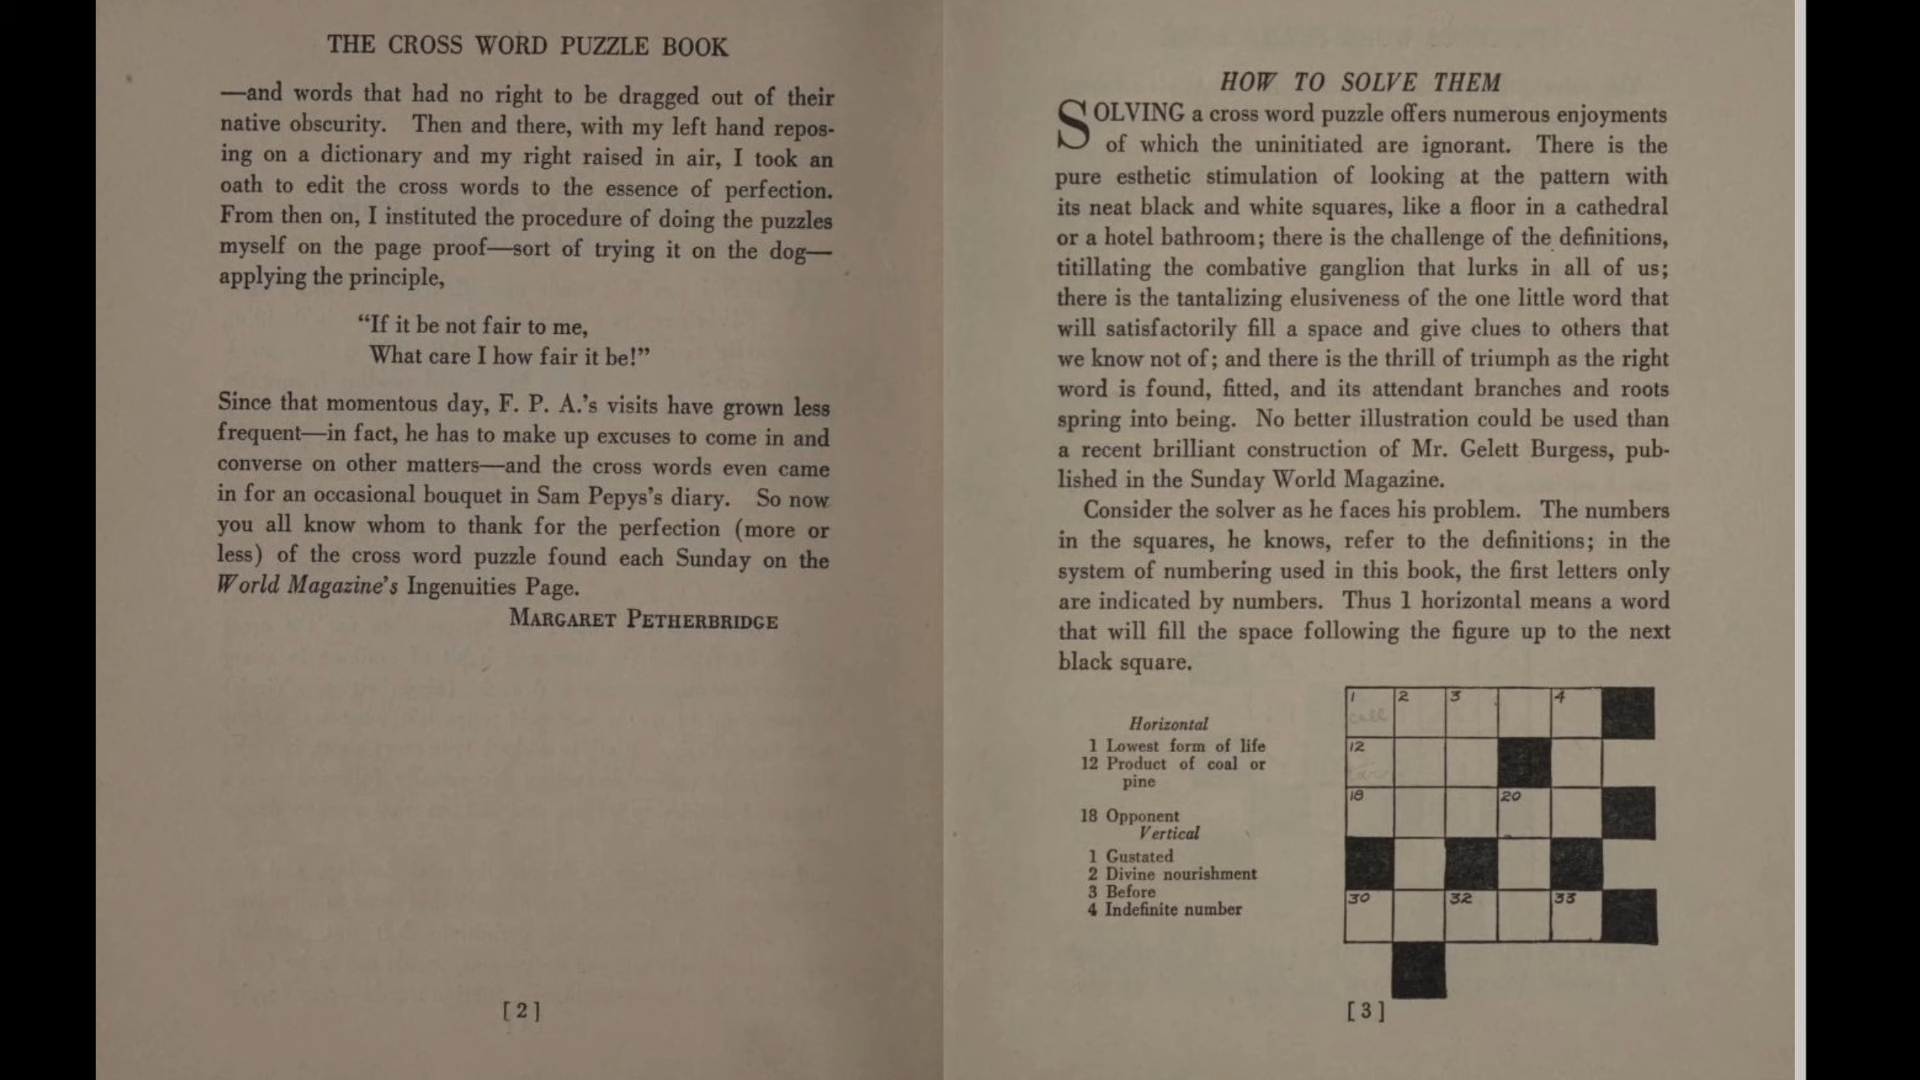 THE CROSS WORD PUZZLE BOOK
—and words that had no right to be dragged out of their
native obscurity. Then and there, with my left hand repos-
ing on a dictionary and my right raised in air, I took an
oath to edit the cross words to the essence of perfection.
From then on, I instituted the procedure of doing the puzzles
myself on the page proof—sort of trying it on the dog—
applying the principle,
“If it be not fair to me,
What care I how fair it be!”
Since that momentous day, F. P. A.'s visits have grown less
frequent—in fact, he has to make up excuses to come in and
converse on other matters—and the cross words even came
in for an occasional bouquet in Sam Pepys's diary. So now
you all know whom to thank for the perfection (more or
less) of the cross word puzzle found each Sunday on the
World Magazine's Ingenuities Page.
MARGARET PETHERBRIDGE
[ 2 ]
HOW TO SOLVE THEM
SOLVING a cross word puzzle offers numerous enjoyments
of which the uninitiated are ignorant. There is the
pure esthetic stimulation of looking at the pattern with
its neat black and white squares, like a floor in a cathedral
or a hotel bathroom; there is the challenge of the definitions,
titillating the combative ganglion that lurks in all of us;
there is the tantalizing elusiveness of the one little word that
will satisfactorily fill a space and give clues to others that
we know not of; and there is the thrill of triumph as the right
word is found, fitted, and its attendant branches and roots
spring into being. No better illustration could be used than
a recent brilliant construction of Mr. Gelett Burgess, pub-
lished in the Sunday World Magazine.
Consider the solver as he faces his problem. The numbers
in the squares, he knows, refer to the definitions; in the
system of numbering used in this book, the first letters only
are indicated by numbers. Thus 1 horizontal means a word
that will fill the space following the figure up to the next
black square.
Horizontal
1 Lowest form of life
12 Product of coal or
pine
18 Opponent
Vertical
1 Gustated
2 Divine nourishment
3 Before
4 Indefinite number
1 2 3 4
cell
12
tar
18 20
30 32 33
[ 3 ]